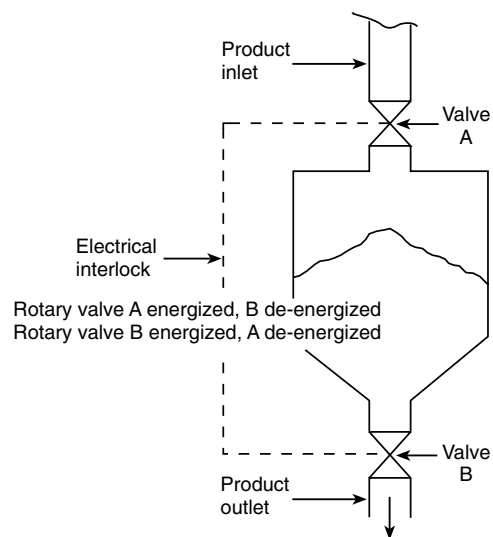 Product
inlet
Valve
A
Electrical
interlock
Rotary valve A energized, B de-energized
Rotary valve B energized, A de-energized
Valve
B
Product
outlet